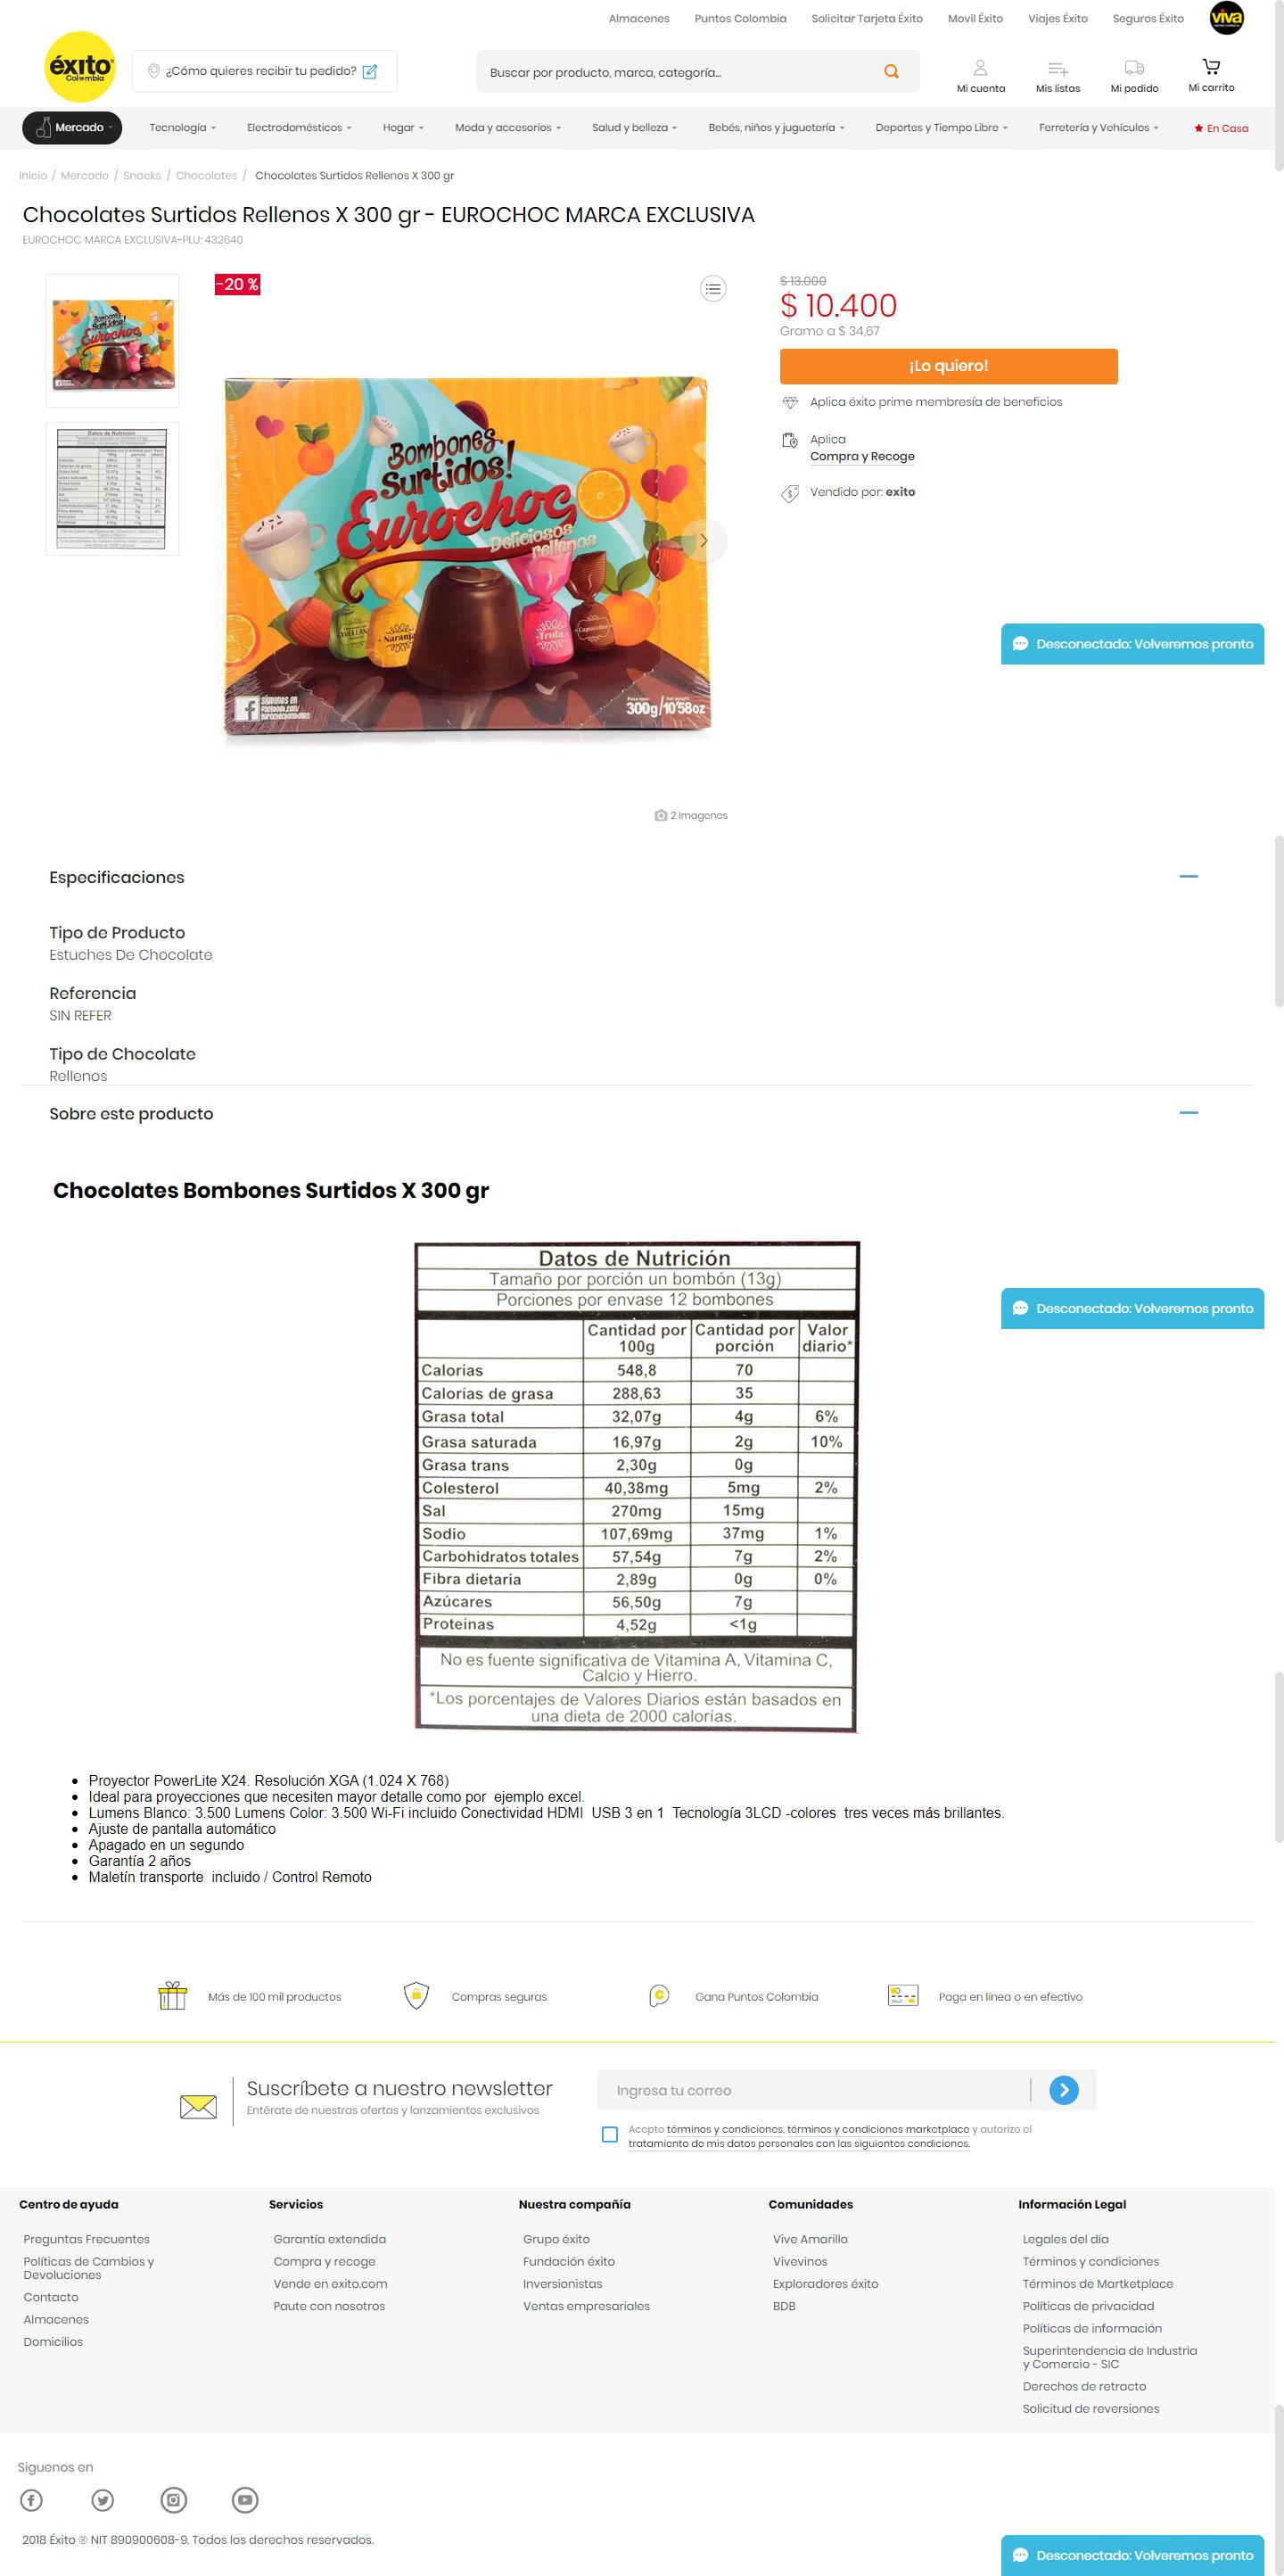 Almacenes Puntos Colombia Solicitar Tarjeta Éxito Movil Éxito Viajes Éxito Seguros Éxito viva
éxito
Colombia
¿Cómo quieres recibir tu pedido?
Buscar por producto, marca, categoría...
Mi cuenta Mis listas Mi pedido Mi carrito
Mercado Tecnología Electrodomésticos Hogar Moda y accesorios Salud y belleza Bebés, niños y juguetería Deportes y Tiempo Libre Ferretería y Vehículos En Casa
Inicio / Mercado / Snacks / Chocolates / Chocolates Surtidos Rellenos X 300 gr
Chocolates Surtidos Rellenos X 300 gr - EUROCHOC MARCA EXCLUSIVA
EUROCHOC MARCA EXCLUSIVA-PLU: 432640
-20 %
Bombones
Surtidos!
Eurochoc
Deliciosos
rellenos
AVELLANA
Naranja
Trufa
Capuccino
SÍGUENOS EN
facebook.com/
eurochocbombones
Peso neto: Net weight:
300g/10'58oz
2 Imagenes
$ 13.000
$ 10.400
Gramo a $ 34,67
¡Lo quiero!
Aplica éxito prime membresía de beneficios
Aplica
Compra y Recoge
Vendido por: exito
Desconectado: Volveremos pronto
Especificaciones
Tipo de Producto
Estuches De Chocolate
Referencia
SIN REFER
Tipo de Chocolate
Rellenos
Sobre este producto
Chocolates Bombones Surtidos X 300 gr
Desconectado: Volveremos pronto
Datos de Nutrición
Tamaño por porción un bombón (13g)
Porciones por envase 12 bombones
Cantidad por 100g Cantidad por porción Valor diario*
Calorías 548,8 70
Calorías de grasa 288,63 35
Grasa total 32,07g 4g 6%
Grasa saturada 16,97g 2g 10%
Grasa trans 2,30g 0g
Colesterol 40,38mg 5mg 2%
Sal 270mg 15mg
Sodio 107,69mg 37mg 1%
Carbohidratos totales 57,54g 7g 2%
Fibra dietaria 2,89g 0g 0%
Azúcares 56,50g 7g
Proteínas 4,52g <1g
No es fuente significativa de Vitamina A, Vitamina C,
Calcio y Hierro.
*Los porcentajes de Valores Diarios están basados en
una dieta de 2000 calorías.
Proyector PowerLite X24. Resolución XGA (1.024 X 768)
Ideal para proyecciones que necesiten mayor detalle como por ejemplo excel.
Lumens Blanco: 3.500 Lumens Color: 3.500 Wi-Fi incluido Conectividad HDMI USB 3 en 1 Tecnología 3LCD -colores tres veces más brillantes.
Ajuste de pantalla automático
Apagado en un segundo
Garantía 2 años
Maletín transporte incluido / Control Remoto
Más de 100 mil productos Compras seguras Gana Puntos Colombia Paga en línea o en efectivo
Suscríbete a nuestro newsletter
Entérate de nuestras ofertas y lanzamientos exclusivos
Ingresa tu correo
Acepto términos y condiciones, términos y condiciones marketplace y autorizo el
tratamiento de mis datos personales con las siguientes condiciones.
Centro de ayuda
Preguntas Frecuentes
Políticas de Cambios y
Devoluciones
Contacto
Almacenes
Domicilios
Servicios
Garantía extendida
Compra y recoge
Vende en exito.com
Paute con nosotros
Nuestra compañía
Grupo éxito
Fundación éxito
Inversionistas
Ventas empresariales
Comunidades
Vive Amarillo
Vivevinos
Exploradores éxito
BDB
Información Legal
Legales del día
Términos y condiciones
Términos de Martketplace
Políticas de privacidad
Políticas de información
Superintendencia de Industria
y Comercio - SIC
Derechos de retracto
Solicitud de reversiones
Siguenos en
2018 Éxito ® NIT 890900608-9. Todos los derechos reservados.
Desconectado: Volveremos pronto